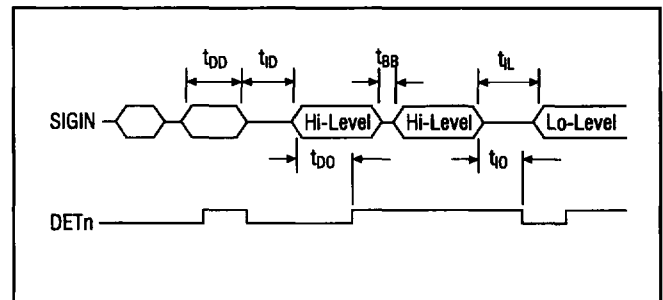 tDD tID tBB tIL
SIGIN Hi-Level Hi-Level Lo-Level
tDO tIO
DETn